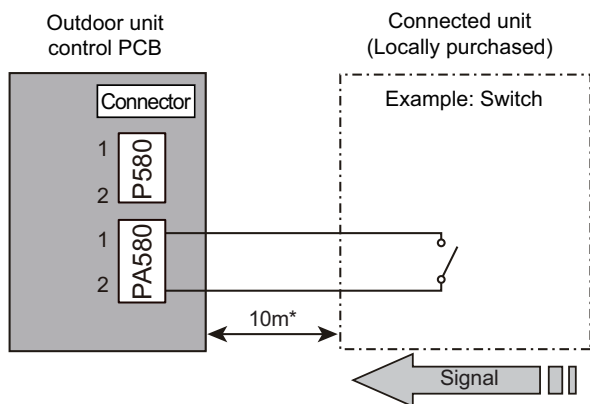 Outdoor unit
control PCB
Connected unit
(Locally purchased)
Connector
Example: Switch
1
2
P580
1
2
PA580
10m*
Signal